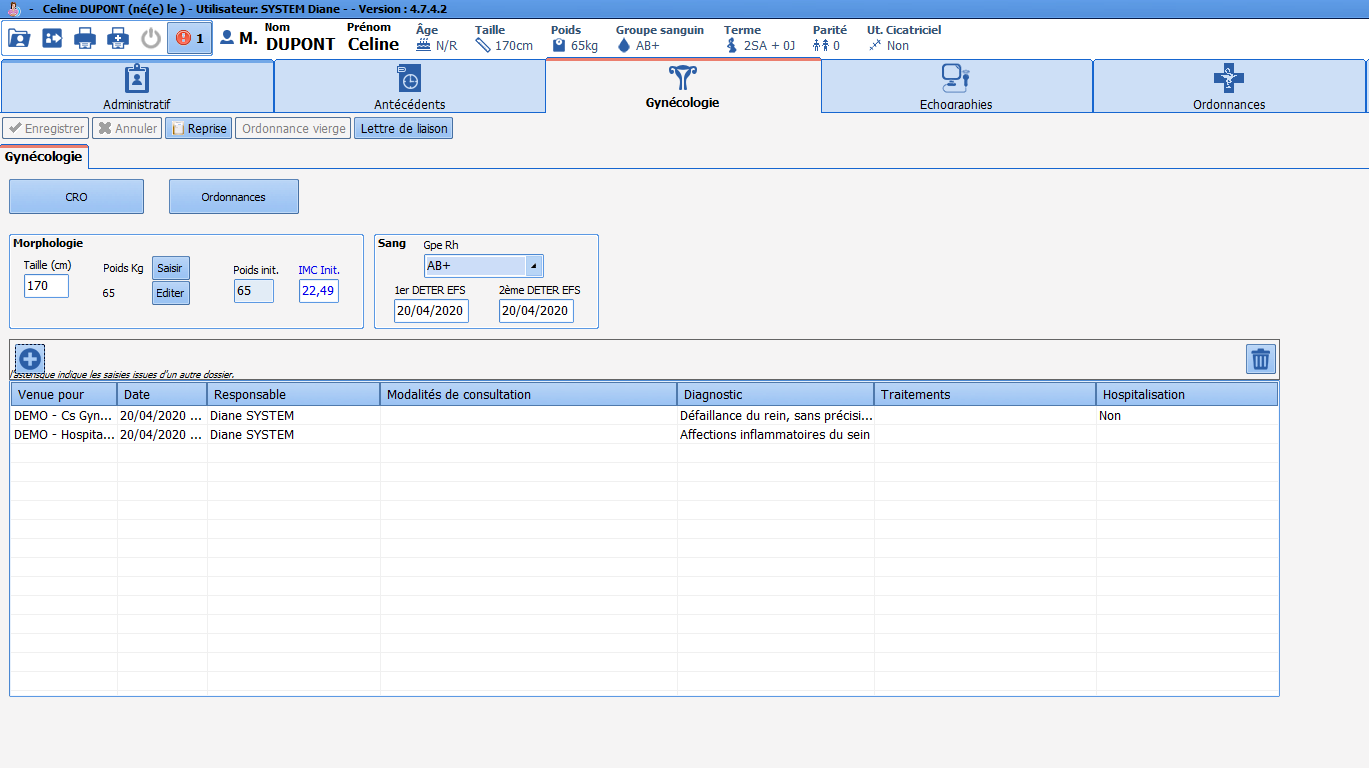 - Celine DUPONT (né(e) le ) - Utilisateur: SYSTEM Diane - - Version : 4.7.4.2
1 M. Nom DUPONT Prénom Celine Âge N/R Taille 170cm Poids 65kg Groupe sanguin AB+ Terme 2SA + 0J Parité 0 Ut. Cicatriciel Non
Administratif Antécédents Gynécologie Echographies Ordonnances
Enregistrer Annuler Reprise Ordonnance vierge Lettre de liaison
Gynécologie
CRO Ordonnances
Morphologie
Taille (cm) Poids Kg Saisir Poids init. IMC Init.
170 65 Editer 65 22,49
Sang Gpe Rh
AB+
1er DETER EFS 2ème DETER EFS
20/04/2020 20/04/2020
l'astérisque indique les saisies issues d'un autre dossier.
Venue pour Date Responsable Modalités de consultation Diagnostic Traitements Hospitalisation
DEMO - Cs Gyn... 20/04/2020 ... Diane SYSTEM Défaillance du rein, sans précisi... Non
DEMO - Hospita... 20/04/2020 ... Diane SYSTEM Affections inflammatoires du sein